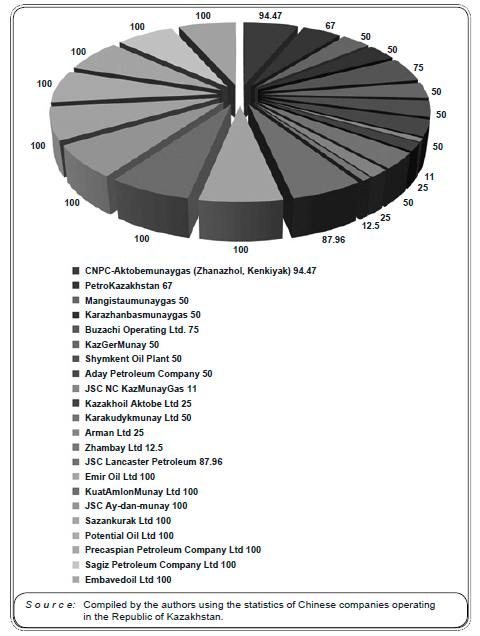 100
94.47
100
67
100
50
50
100
75
100
50
50
100
50
11
25
100
50
25
12.5
100
87.96
100
CNPC-Aktobemunaygas (Zhanazhol, Kenkiyak) 94.47
PetroKazakhstan 67
Mangistaumunaygas 50
Karazhanbasmunaygas 50
Buzachi Operating Ltd. 75
KazGerMunay 50
Shymkent Oil Plant 50
Aday Petroleum Company 50
JSC NC KazMunayGas 11
Kazakhoil Aktobe Ltd 25
Karakudykmunay Ltd 50
Arman Ltd 25
Zhambay Ltd 12.5
JSC Lancaster Petroleum 87.96
Emir Oil Ltd 100
KuatAmlonMunay Ltd 100
JSC Ay-dan-munay 100
Sazankurak Ltd 100
Potential Oil Ltd 100
Precaspian Petroleum Company Ltd 100
Sagiz Petroleum Company Ltd 100
Embavedoil Ltd 100
Source: Compiled by the authors using the statistics of Chinese companies operating
in the Republic of Kazakhstan.